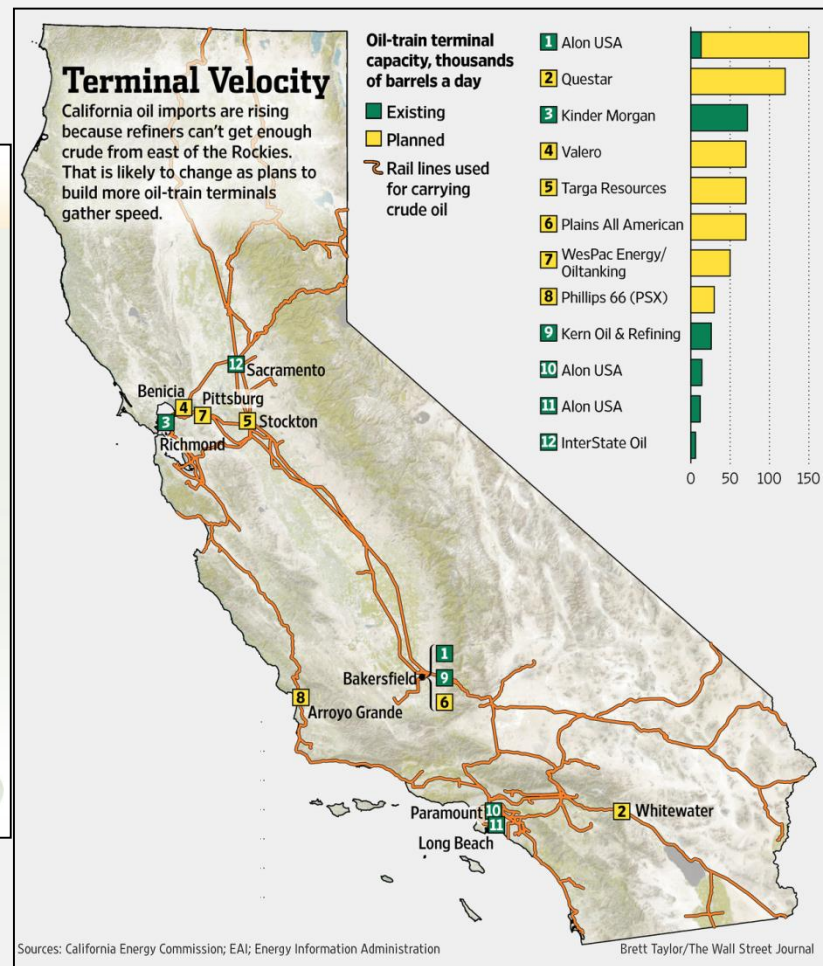 Terminal Velocity
California oil imports are rising
because refiners can't get enough
crude from east of the Rockies.
That is likely to change as plans to
build more oil-train terminals
gather speed.
Oil-train terminal
capacity, thousands
of barrels a day
Existing
Planned
Rail lines used
for carrying
crude oil
1 Alon USA
2 Questar
3 Kinder Morgan
4 Valero
5 Targa Resources
6 Plains All American
7 WesPac Energy/
Oiltanking
8 Phillips 66 (PSX)
9 Kern Oil & Refining
10 Alon USA
11 Alon USA
12 InterState Oil
0 50 100 150
12 Sacramento
Benicia
Pittsburg
4
7
3
5 Stockton
Richmond
1
Bakersfield 9
6
8
Arroyo Grande
Paramount 10
11
2 Whitewater
Long Beach
Sources: California Energy Commission; EAI; Energy Information Administration
Brett Taylor/The Wall Street Journal